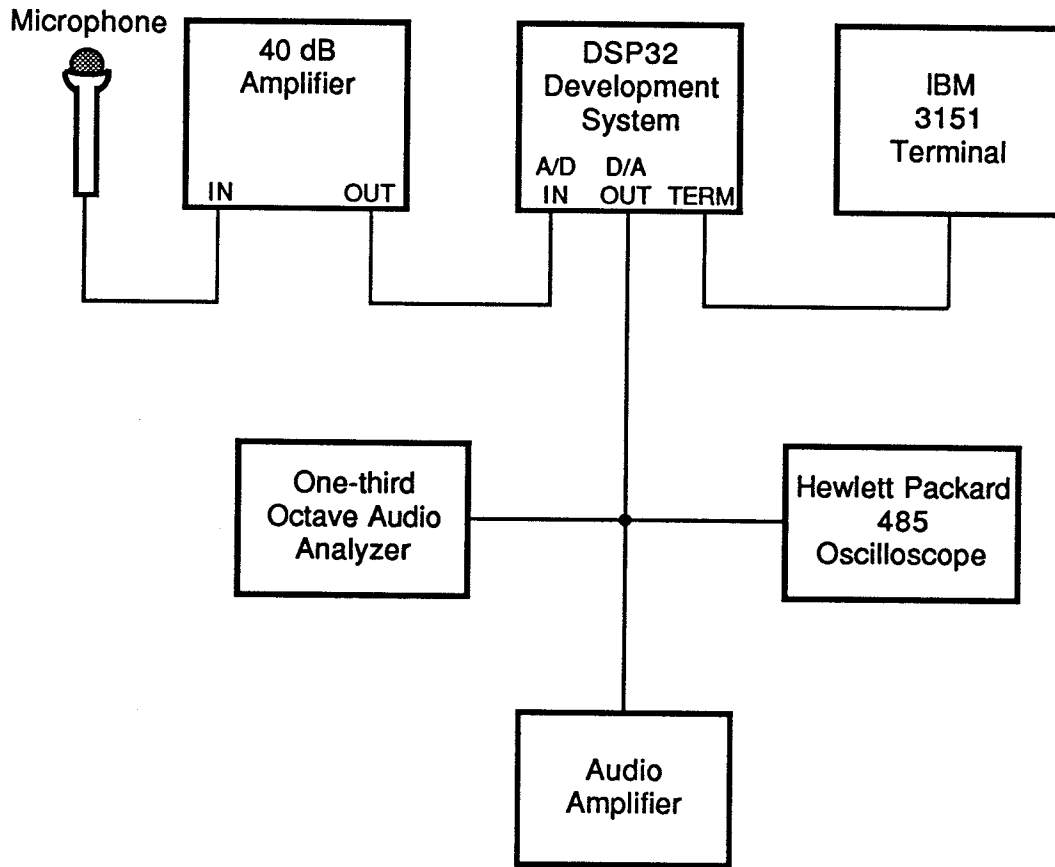 Microphone
40 dB
Amplifier
IN
OUT
DSP32
Development
System
A/D
D/A
IN
OUT
TERM
IBM
3151
Terminal
One-third
Octave Audio
Analyzer
Hewlett Packard
485
Oscilloscope
Audio
Amplifier